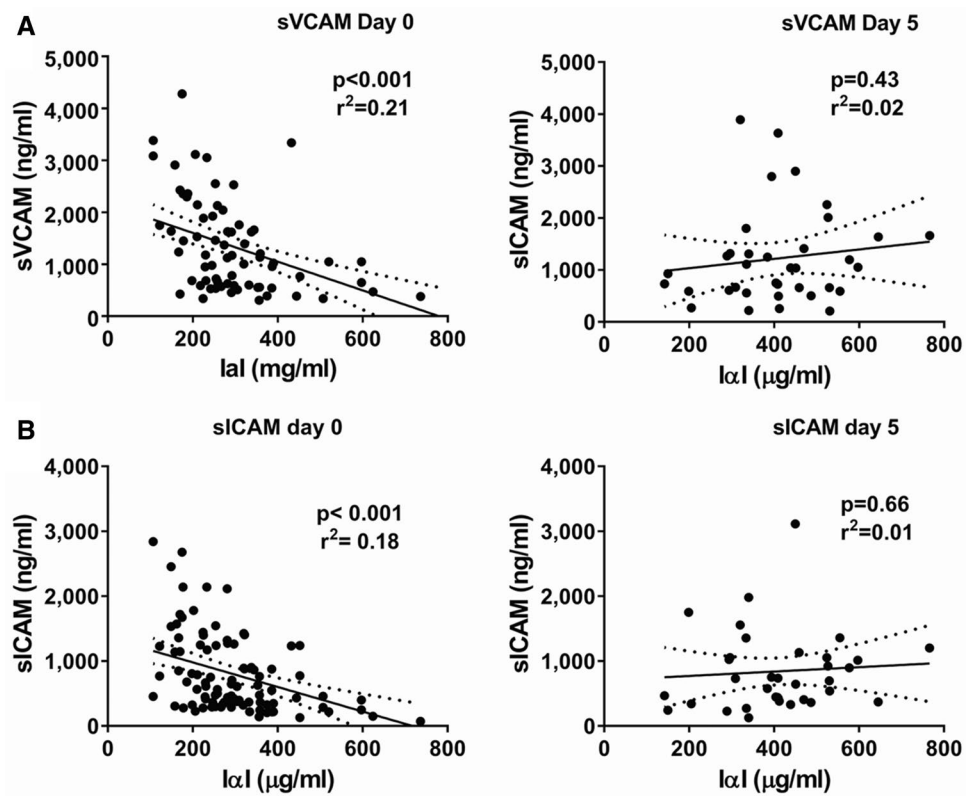 A
sVCAM Day 0
sVCAM (ng/ml)
5,000
4,000
3,000
2,000
1,000
0
p<0.001
r2=0.21
0 200 400 600 800
IaI (mg/ml)
sVCAM Day 5
sICAM (ng/ml)
5,000
4,000
3,000
2,000
1,000
0
p=0.43
r2=0.02
0 200 400 600 800
IαI (μg/ml)
B
sICAM day 0
sICAM (ng/ml)
4,000
3,000
2,000
1,000
0
p< 0.001
r2= 0.18
0 200 400 600 800
IαI (μg/ml)
sICAM day 5
sICAM (ng/ml)
4,000
3,000
2,000
1,000
0
p=0.66
r2=0.01
0 200 400 600 800
IαI (μg/ml)